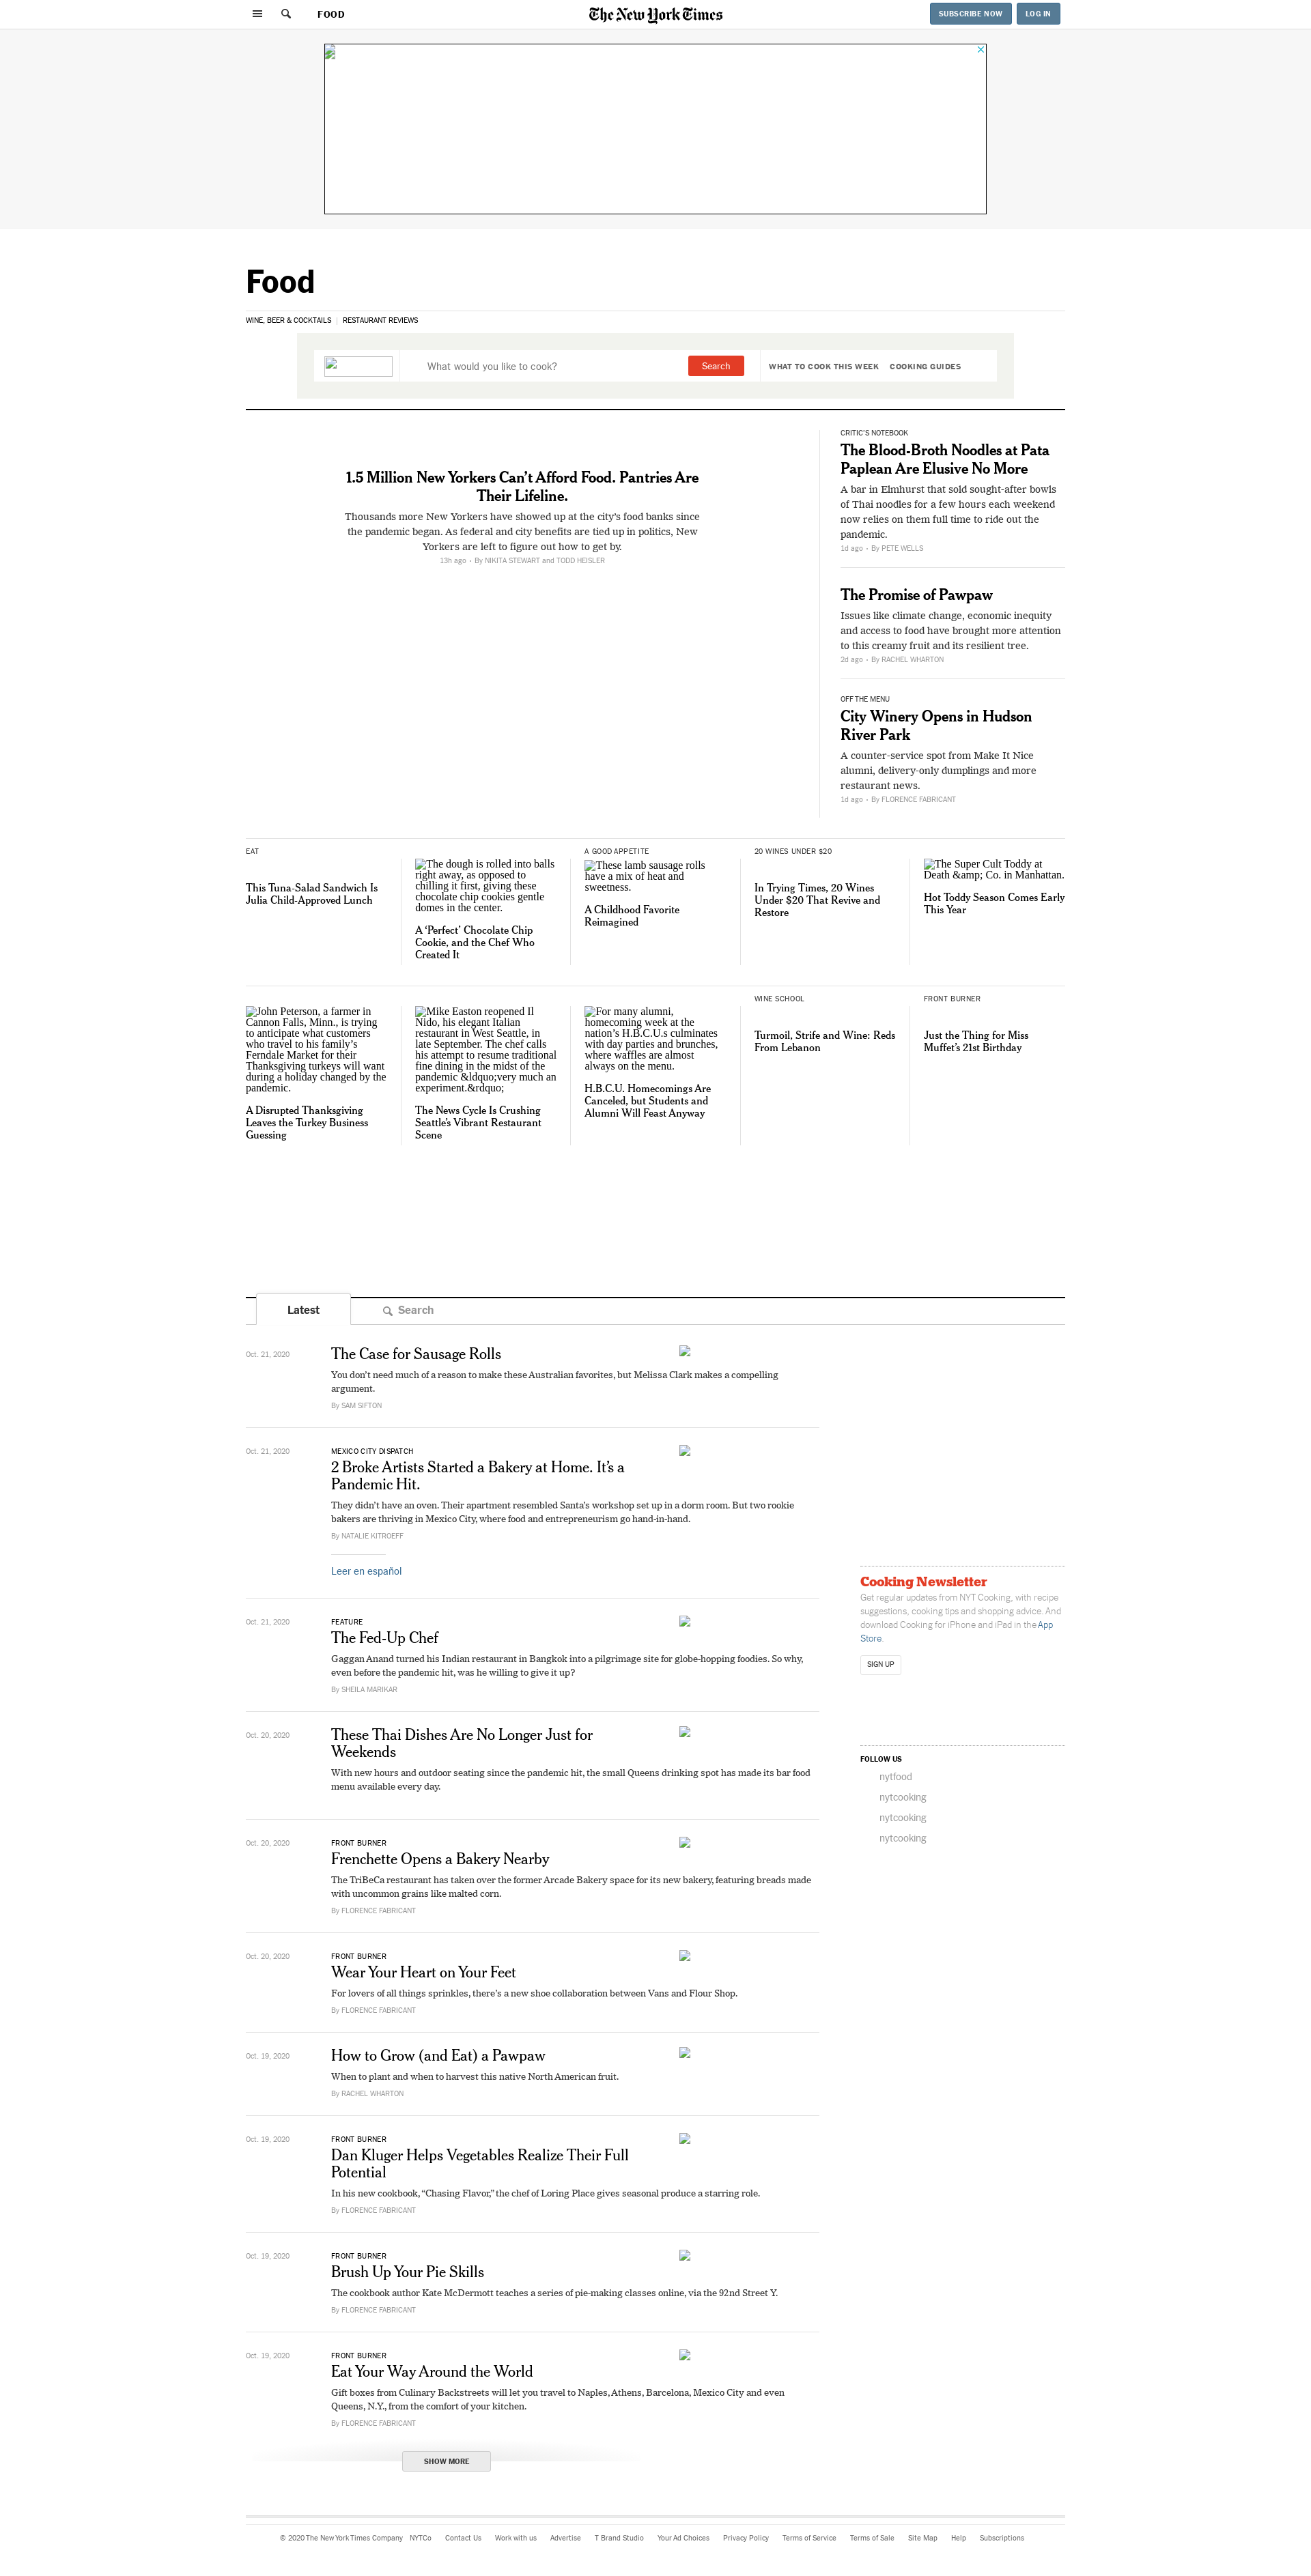 FOOD
The New York Times
SUBSCRIBE NOW
LOG IN
Food
WINE, BEER & COCKTAILS | RESTAURANT REVIEWS
What would you like to cook?
Search
WHAT TO COOK THIS WEEK
COOKING GUIDES
1.5 Million New Yorkers Can’t Afford Food. Pantries Are
Their Lifeline.
Thousands more New Yorkers have showed up at the city’s food banks since
the pandemic began. As federal and city benefits are tied up in politics, New
Yorkers are left to figure out how to get by.
13h ago • By NIKITA STEWART and TODD HEISLER
CRITIC’S NOTEBOOK
The Blood-Broth Noodles at Pata
Paplean Are Elusive No More
A bar in Elmhurst that sold sought-after bowls
of Thai noodles for a few hours each weekend
now relies on them full time to ride out the
pandemic.
1d ago • By PETE WELLS
The Promise of Pawpaw
Issues like climate change, economic inequity
and access to food have brought more attention
to this creamy fruit and its resilient tree.
2d ago • By RACHEL WHARTON
OFF THE MENU
City Winery Opens in Hudson
River Park
A counter-service spot from Make It Nice
alumni, delivery-only dumplings and more
restaurant news.
1d ago • By FLORENCE FABRICANT
EAT
This Tuna-Salad Sandwich Is
Julia Child-Approved Lunch
The dough is rolled into balls
right away, as opposed to
chilling it first, giving these
chocolate chip cookies gentle
domes in the center.
A ‘Perfect’ Chocolate Chip
Cookie, and the Chef Who
Created It
A GOOD APPETITE
These lamb sausage rolls
have a mix of heat and
sweetness.
A Childhood Favorite
Reimagined
20 WINES UNDER $20
In Trying Times, 20 Wines
Under $20 That Revive and
Restore
The Super Cult Toddy at
Death &amp; Co. in Manhattan.
Hot Toddy Season Comes Early
This Year
John Peterson, a farmer in
Cannon Falls, Minn., is trying
to anticipate what customers
who travel to his family’s
Ferndale Market for their
Thanksgiving turkeys will want
during a holiday changed by the
pandemic.
A Disrupted Thanksgiving
Leaves the Turkey Business
Guessing
Mike Easton reopened Il
Nido, his elegant Italian
restaurant in West Seattle, in
late September. The chef calls
his attempt to resume traditional
fine dining in the midst of the
pandemic &ldquo;very much an
experiment.&rdquo;
The News Cycle Is Crushing
Seattle’s Vibrant Restaurant
Scene
For many alumni,
homecoming week at the
nation’s H.B.C.U.s culminates
with day parties and brunches,
where waffles are almost
always on the menu.
H.B.C.U. Homecomings Are
Canceled, but Students and
Alumni Will Feast Anyway
WINE SCHOOL
Turmoil, Strife and Wine: Reds
From Lebanon
FRONT BURNER
Just the Thing for Miss
Muffet’s 21st Birthday
Latest
Search
Oct. 21, 2020
The Case for Sausage Rolls
You don’t need much of a reason to make these Australian favorites, but Melissa Clark makes a compelling
argument.
By SAM SIFTON
Oct. 21, 2020
MEXICO CITY DISPATCH
2 Broke Artists Started a Bakery at Home. It’s a
Pandemic Hit.
They didn’t have an oven. Their apartment resembled Santa’s workshop set up in a dorm room. But two rookie
bakers are thriving in Mexico City, where food and entrepreneurism go hand-in-hand.
By NATALIE KITROEFF
Leer en español
Oct. 21, 2020
FEATURE
The Fed-Up Chef
Gaggan Anand turned his Indian restaurant in Bangkok into a pilgrimage site for globe-hopping foodies. So why,
even before the pandemic hit, was he willing to give it up?
By SHEILA MARIKAR
Oct. 20, 2020
These Thai Dishes Are No Longer Just for
Weekends
With new hours and outdoor seating since the pandemic hit, the small Queens drinking spot has made its bar food
menu available every day.
Oct. 20, 2020
FRONT BURNER
Frenchette Opens a Bakery Nearby
The TriBeCa restaurant has taken over the former Arcade Bakery space for its new bakery, featuring breads made
with uncommon grains like malted corn.
By FLORENCE FABRICANT
Oct. 20, 2020
FRONT BURNER
Wear Your Heart on Your Feet
For lovers of all things sprinkles, there’s a new shoe collaboration between Vans and Flour Shop.
By FLORENCE FABRICANT
Oct. 19, 2020
How to Grow (and Eat) a Pawpaw
When to plant and when to harvest this native North American fruit.
By RACHEL WHARTON
Oct. 19, 2020
FRONT BURNER
Dan Kluger Helps Vegetables Realize Their Full
Potential
In his new cookbook, “Chasing Flavor,” the chef of Loring Place gives seasonal produce a starring role.
By FLORENCE FABRICANT
Oct. 19, 2020
FRONT BURNER
Brush Up Your Pie Skills
The cookbook author Kate McDermott teaches a series of pie-making classes online, via the 92nd Street Y.
By FLORENCE FABRICANT
Oct. 19, 2020
FRONT BURNER
Eat Your Way Around the World
Gift boxes from Culinary Backstreets will let you travel to Naples, Athens, Barcelona, Mexico City and even
Queens, N.Y., from the comfort of your kitchen.
By FLORENCE FABRICANT
SHOW MORE
Cooking Newsletter
Get regular updates from NYT Cooking, with recipe
suggestions, cooking tips and shopping advice. And
download Cooking for iPhone and iPad in the App
Store.
SIGN UP
FOLLOW US
nytfood
nytcooking
nytcooking
nytcooking
© 2020 The New York Times Company NYTCo Contact Us Work with us Advertise T Brand Studio Your Ad Choices Privacy Policy Terms of Service Terms of Sale Site Map Help Subscriptions